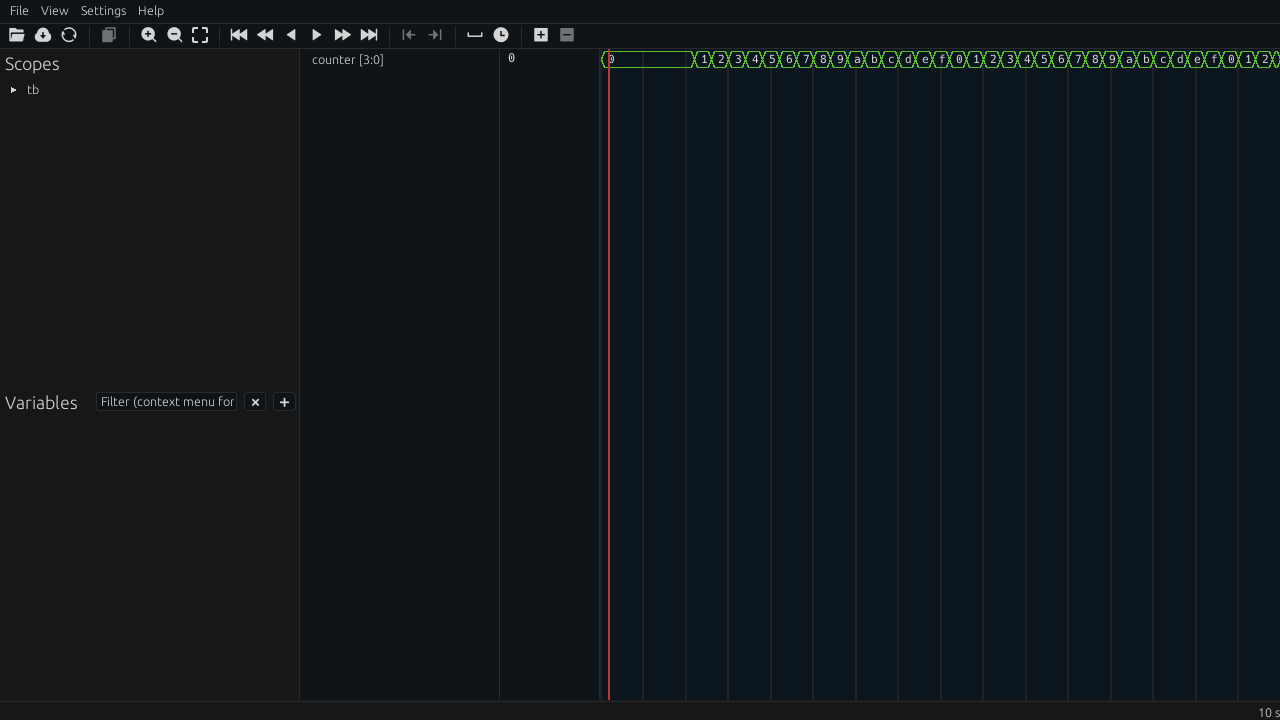 File View Settings Help
Scopes
tb
Variables Filter (context menu for
counter [3:0]
0
0 1 2 3 4 5 6 7 8 9 a b c d e f 0 1 2 3 4 5 6 7 8 9 a b c d e f 0 1 2
10 s